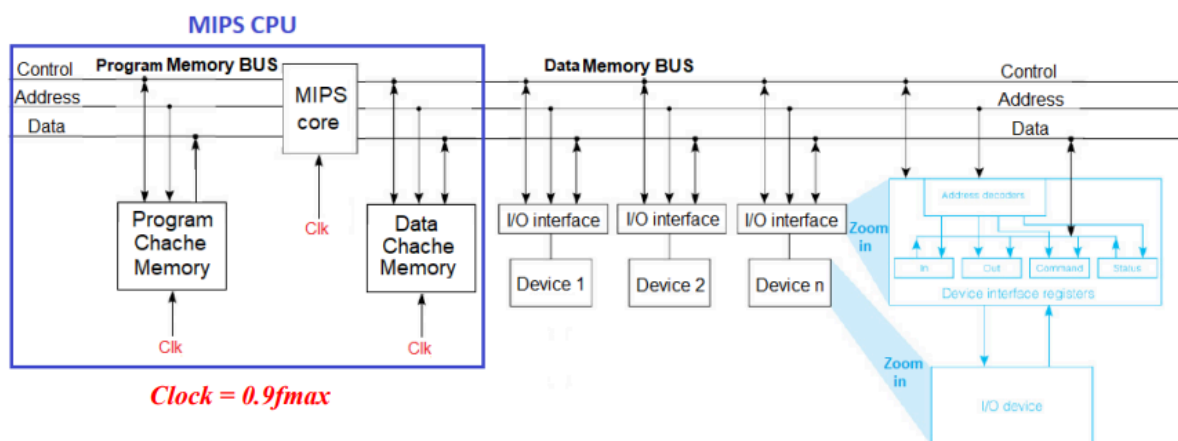 MIPS CPU
Control
Program Memory BUS
Address
Data
MIPS
core
Data Memory BUS
Control
Address
Data
Program
Chache
Memory
Clk
Clk
Data
Chache
Memory
Clk
I/O interface
I/O interface
I/O interface
Device 1
Device 2
Device n
Zoom
in
Address decoders
In
Out
Command
Status
Device interface registers
Zoom
in
I/O device
Clock = 0.9fmax